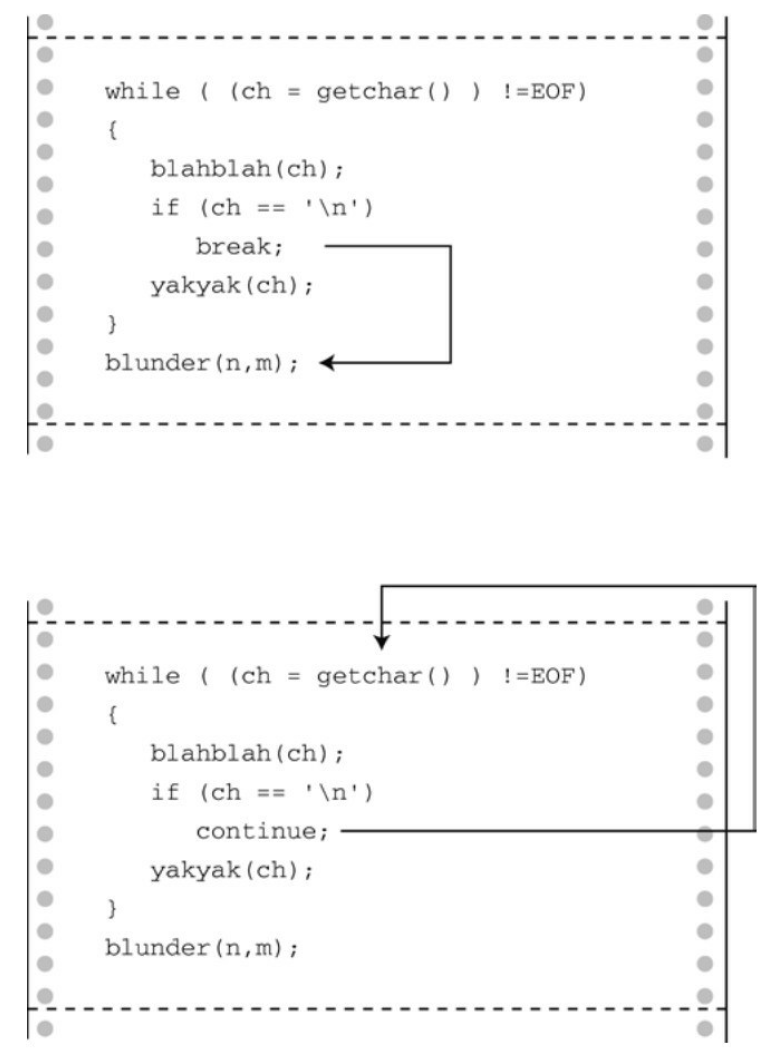 while ( (ch = getchar() ) !=EOF)
{
blahblah(ch);
if (ch == '\n')
break;
yakyak(ch);
}
blunder(n,m);
while ( (ch = getchar() ) !=EOF)
{
blahblah(ch);
if (ch == '\n')
continue;
yakyak(ch);
}
blunder(n,m);